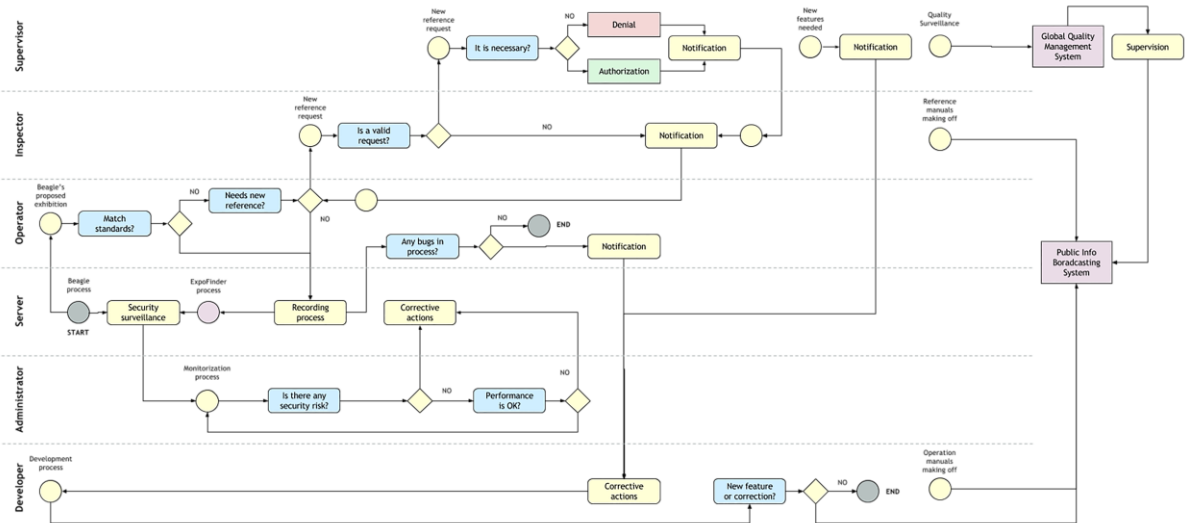 Supervisor
New
reference
request
It is necessary?
NO
Denial
Authorization
Notification
New
features
needed
Notification
Quality
Surveillance
Global Quality
Management
System
Supervision
Inspector
New
reference
request
Is a valid
request?
NO
Notification
Reference
manuals
making off
Operator
Beagle's
proposed
exhibition
Match
standards?
NO
Needs new
reference?
NO
Any bugs in
process?
NO
END
Notification
Public Info
Boradcasting
System
Server
Beagle
process
START
Security
surveillance
ExpoFinder
process
Recording
process
Corrective
actions
Administrator
Monitorization
process
Is there any
security risk?
NO
Performance
is OK?
NO
Developer
Development
process
Corrective
actions
New feature
or correction?
NO
END
Operation
manuals
making off